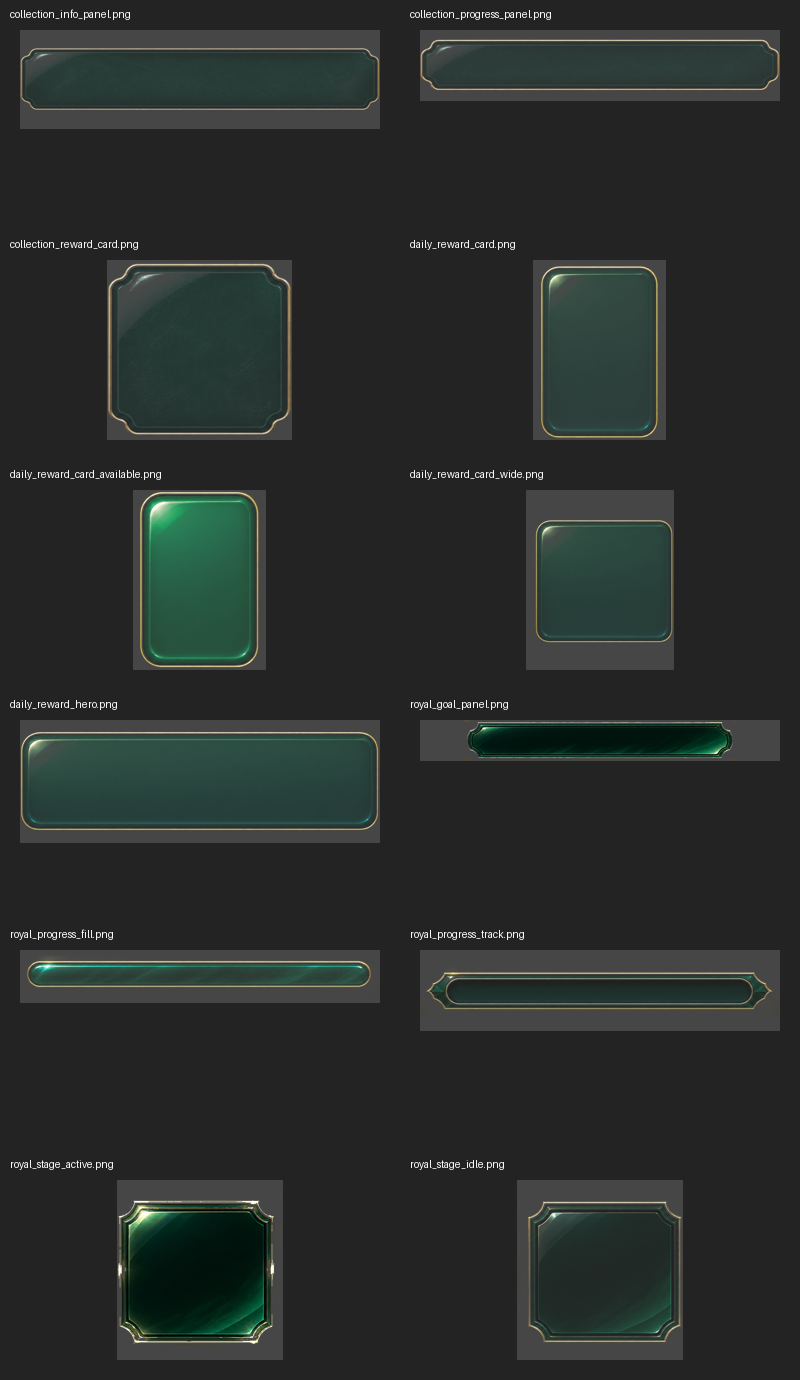 collection_info_panel.png
collection_progress_panel.png
collection_reward_card.png
daily_reward_card.png
daily_reward_card_available.png
daily_reward_card_wide.png
daily_reward_hero.png
royal_goal_panel.png
royal_progress_fill.png
royal_progress_track.png
royal_stage_active.png
royal_stage_idle.png